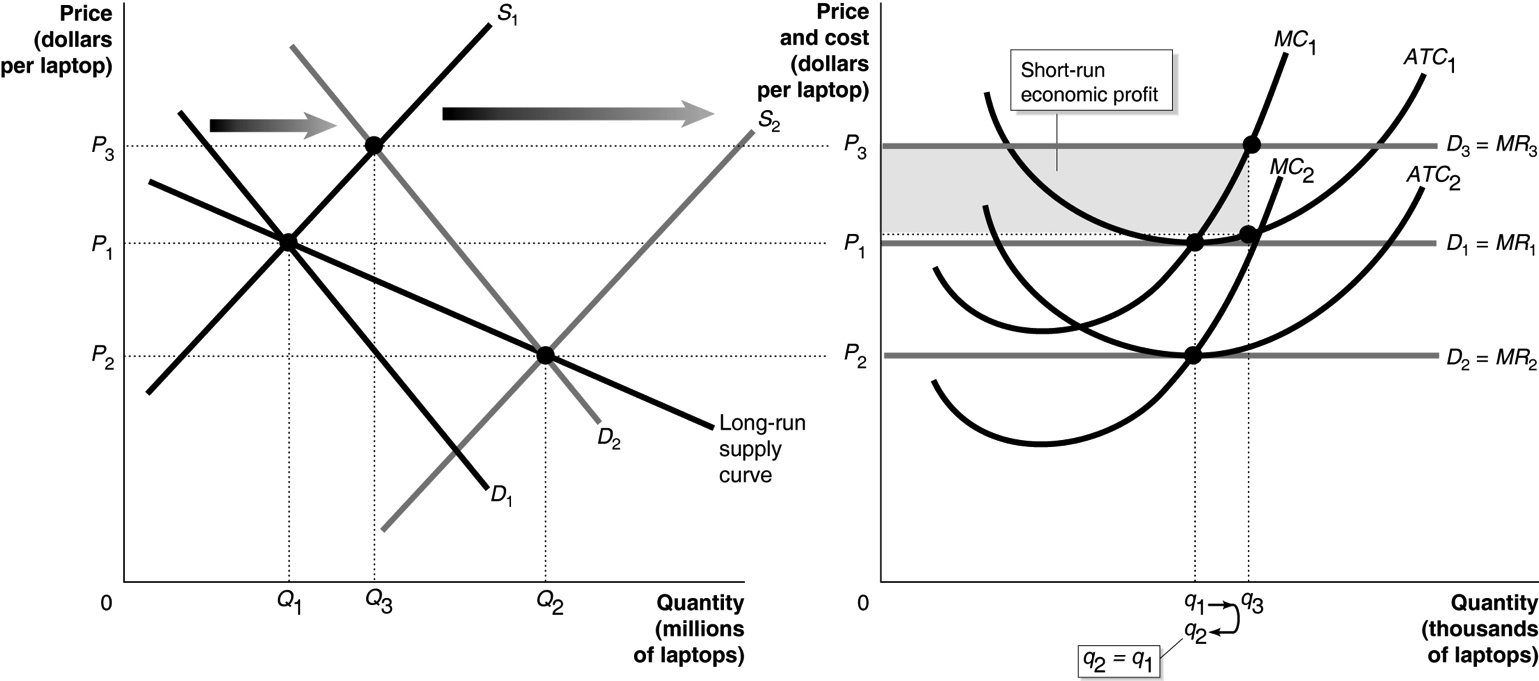 Price
(dollars
per laptop)
S1
S2
P3
P1
P2
D2
D1
Long-run
supply
curve
0
Q1
Q3
Q2
Quantity
(millions
of laptops)
Price
and cost
(dollars
per laptop)
Short-run
economic profit
MC1
ATC1
P3
D3 = MR3
MC2
ATC2
P1
D1 = MR1
P2
D2 = MR2
0
q1
q3
q2
q2 = q1
Quantity
(thousands
of laptops)